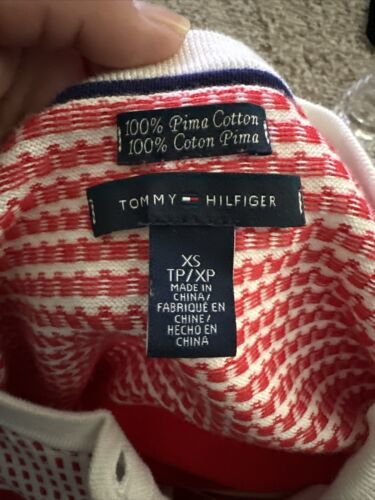 100% Pima Cotton
100% Coton Pima
TOMMY HILFIGER
XS
TP/XP
MADE IN
CHINA/
FABRIQUÉ EN
CHINE/
HECHO EN
CHINA